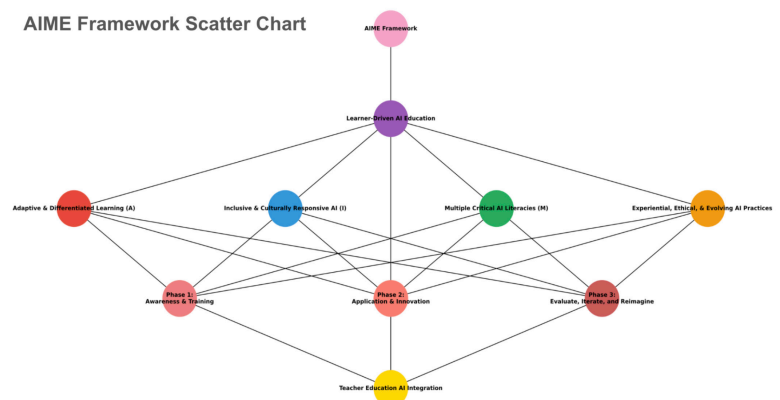 AIME Framework Scatter Chart
AIME Framework
Learner-Driven AI Education
Adaptive & Differentiated Learning (A)
Inclusive & Culturally Responsive AI (I)
Multiple Critical AI Literacies (M)
Experiential, Ethical, & Evolving AI Practices
Phase 1:
Awareness & Training
Phase 2:
Application & Innovation
Phase 3:
Evaluate, Iterate, and Reimagine
Teacher Education AI Integration